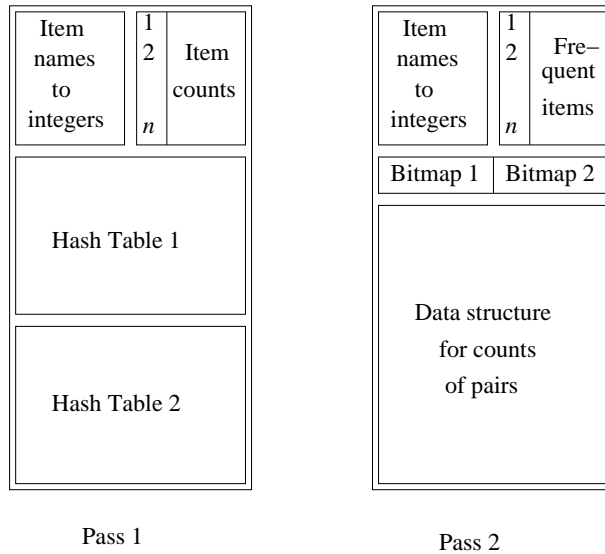 Item
names
to
integers
1
2
n
Item
counts
Hash Table 1
Hash Table 2
Pass 1
Item
names
to
integers
1
2
n
Fre–
quent
items
Bitmap 1
Bitmap 2
Data structure
for counts
of pairs
Pass 2